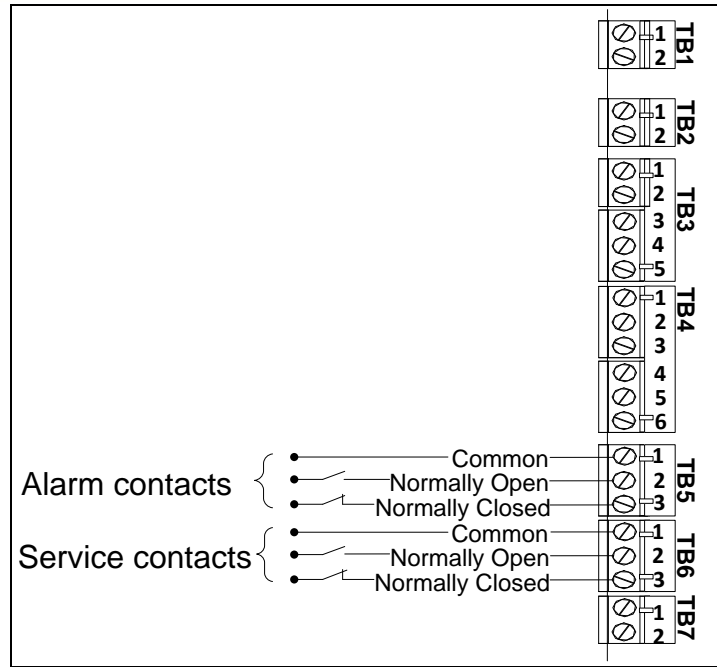 1
2
TB1
1
2
TB2
1
2
3
4
5
TB3
1
2
3
4
5
6
TB4
Alarm contacts
Common 1
Normally Open 2
Normally Closed 3
TB5
Service contacts
Common 1
Normally Open 2
Normally Closed 3
TB6
1
2
TB7